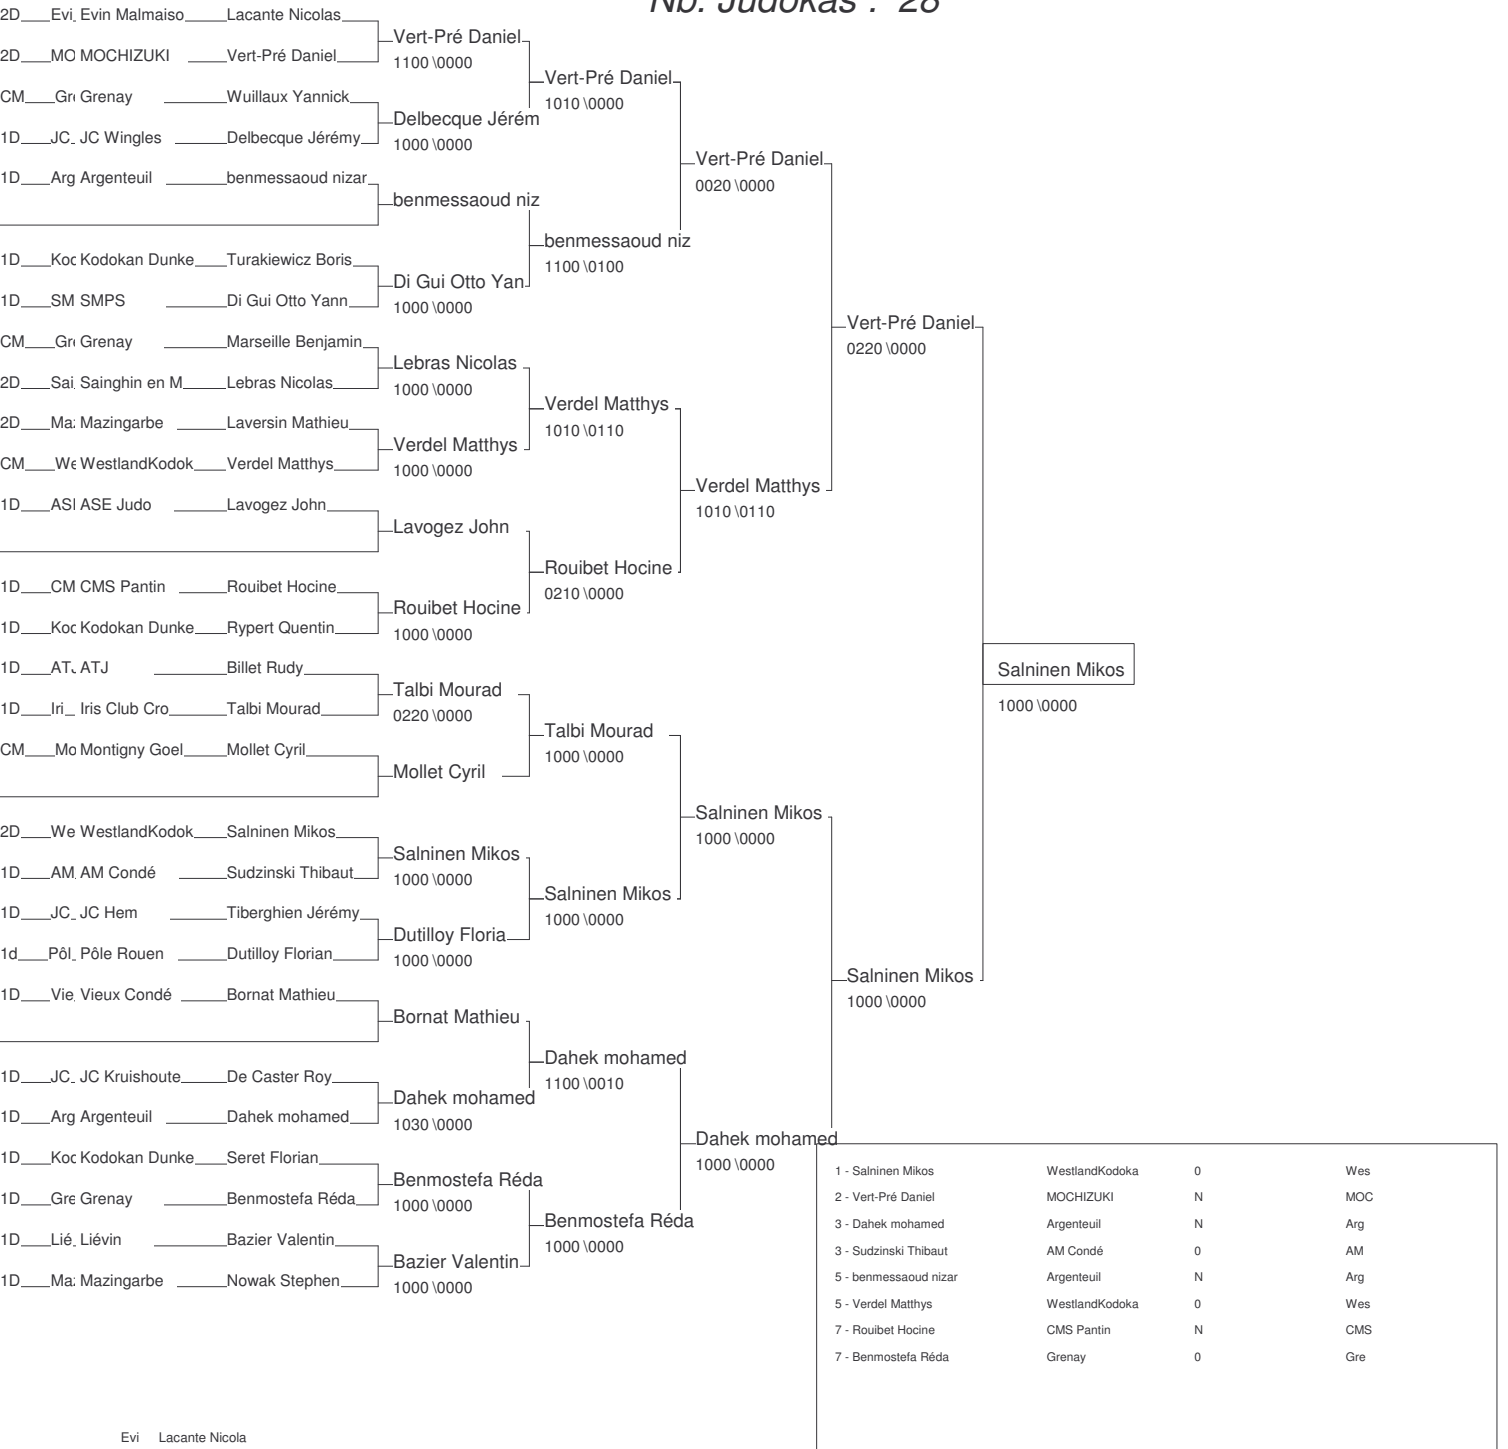 Nb. Judokas : 28
2D Evi Evin Malmaiso Lacante Nicolas
Vert-Pré Daniel
2D MO MOCHIZUKI Vert-Pré Daniel
1100 \0000
Vert-Pré Daniel
CM Gr Grenay Wuillaux Yannick
1010 \0000
Delbecque Jérém
1D JC JC Wingles Delbecque Jérémy
1000 \0000
Vert-Pré Daniel
1D Arg Argenteuil benmessaoud nizar
0020 \0000
benmessaoud niz
benmessaoud niz
1D Koc Kodokan Dunke Turakiewicz Boris
1100 \0100
Di Gui Otto Yan
1D SM SMPS Di Gui Otto Yann
1000 \0000
Vert-Pré Daniel
CM Gr Grenay Marseille Benjamin
0220 \0000
Lebras Nicolas
2D Sai Sainghin en M Lebras Nicolas
1000 \0000
Verdel Matthys
2D Ma Mazingarbe Laversin Mathieu
1010 \0110
Verdel Matthys
CM We WestlandKodok Verdel Matthys
1000 \0000
Verdel Matthys
1D ASI ASE Judo Lavogez John
1010 \0110
Lavogez John
Rouibet Hocine
1D CM CMS Pantin Rouibet Hocine
0210 \0000
Rouibet Hocine
1D Koc Kodokan Dunke Rypert Quentin
1000 \0000
1D AT ATJ Billet Rudy
Salninen Mikos
Talbi Mourad
1D Iri Iris Club Cro Talbi Mourad
1000 \0000
0220 \0000
Talbi Mourad
CM Mo Montigny Goel Mollet Cyril
1000 \0000
Mollet Cyril
Salninen Mikos
2D We WestlandKodok Salninen Mikos
1000 \0000
Salninen Mikos
1D AM AM Condé Sudzinski Thibaut
1000 \0000
Salninen Mikos
1D JC JC Hem Tiberghien Jérémy
1000 \0000
Dutilloy Floria
1d Pôl Pôle Rouen Dutilloy Florian
1000 \0000
Salninen Mikos
1D Vie Vieux Condé Bornat Mathieu
1000 \0000
Bornat Mathieu
Dahek mohamed
1D JC JC Kruishoute De Caster Roy
1100 \0010
Dahek mohamed
1D Arg Argenteuil Dahek mohamed
1030 \0000
Dahek mohamed
1D Koc Kodokan Dunke Seret Florian
1000 \0000
1 - Salninen Mikos WestlandKodoka 0 Wes
Benmostefa Réda
1D Gre Grenay Benmostefa Réda
2 - Vert-Pré Daniel MOCHIZUKI N MOC
1000 \0000
Benmostefa Réda
3 - Dahek mohamed Argenteuil N Arg
1D Lié Liévin Bazier Valentin
1000 \0000
3 - Sudzinski Thibaut AM Condé 0 AM
Bazier Valentin
1D Ma Mazingarbe Nowak Stephen
5 - benmessaoud nizar Argenteuil N Arg
1000 \0000
5 - Verdel Matthys WestlandKodoka 0 Wes
7 - Rouibet Hocine CMS Pantin N CMS
7 - Benmostefa Réda Grenay 0 Gre
Evi Lacante Nicola